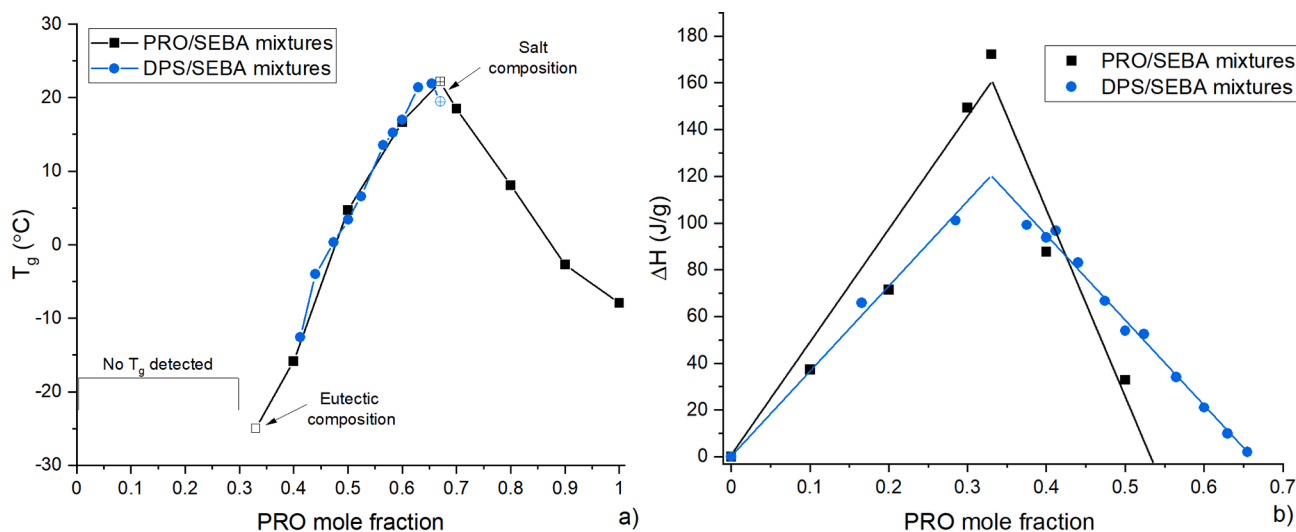 30
20
10
0
-10
-20
-30
T_g (°C)
PRO/SEBA mixtures
DPS/SEBA mixtures
Salt
composition
No T_g detected
Eutectic
composition
0 0.1 0.2 0.3 0.4 0.5 0.6 0.7 0.8 0.9 1
PRO mole fraction
a)
180
160
140
120
100
80
60
40
20
0
ΔH (J/g)
PRO/SEBA mixtures
DPS/SEBA mixtures
0 0.1 0.2 0.3 0.4 0.5 0.6 0.7
PRO mole fraction
b)